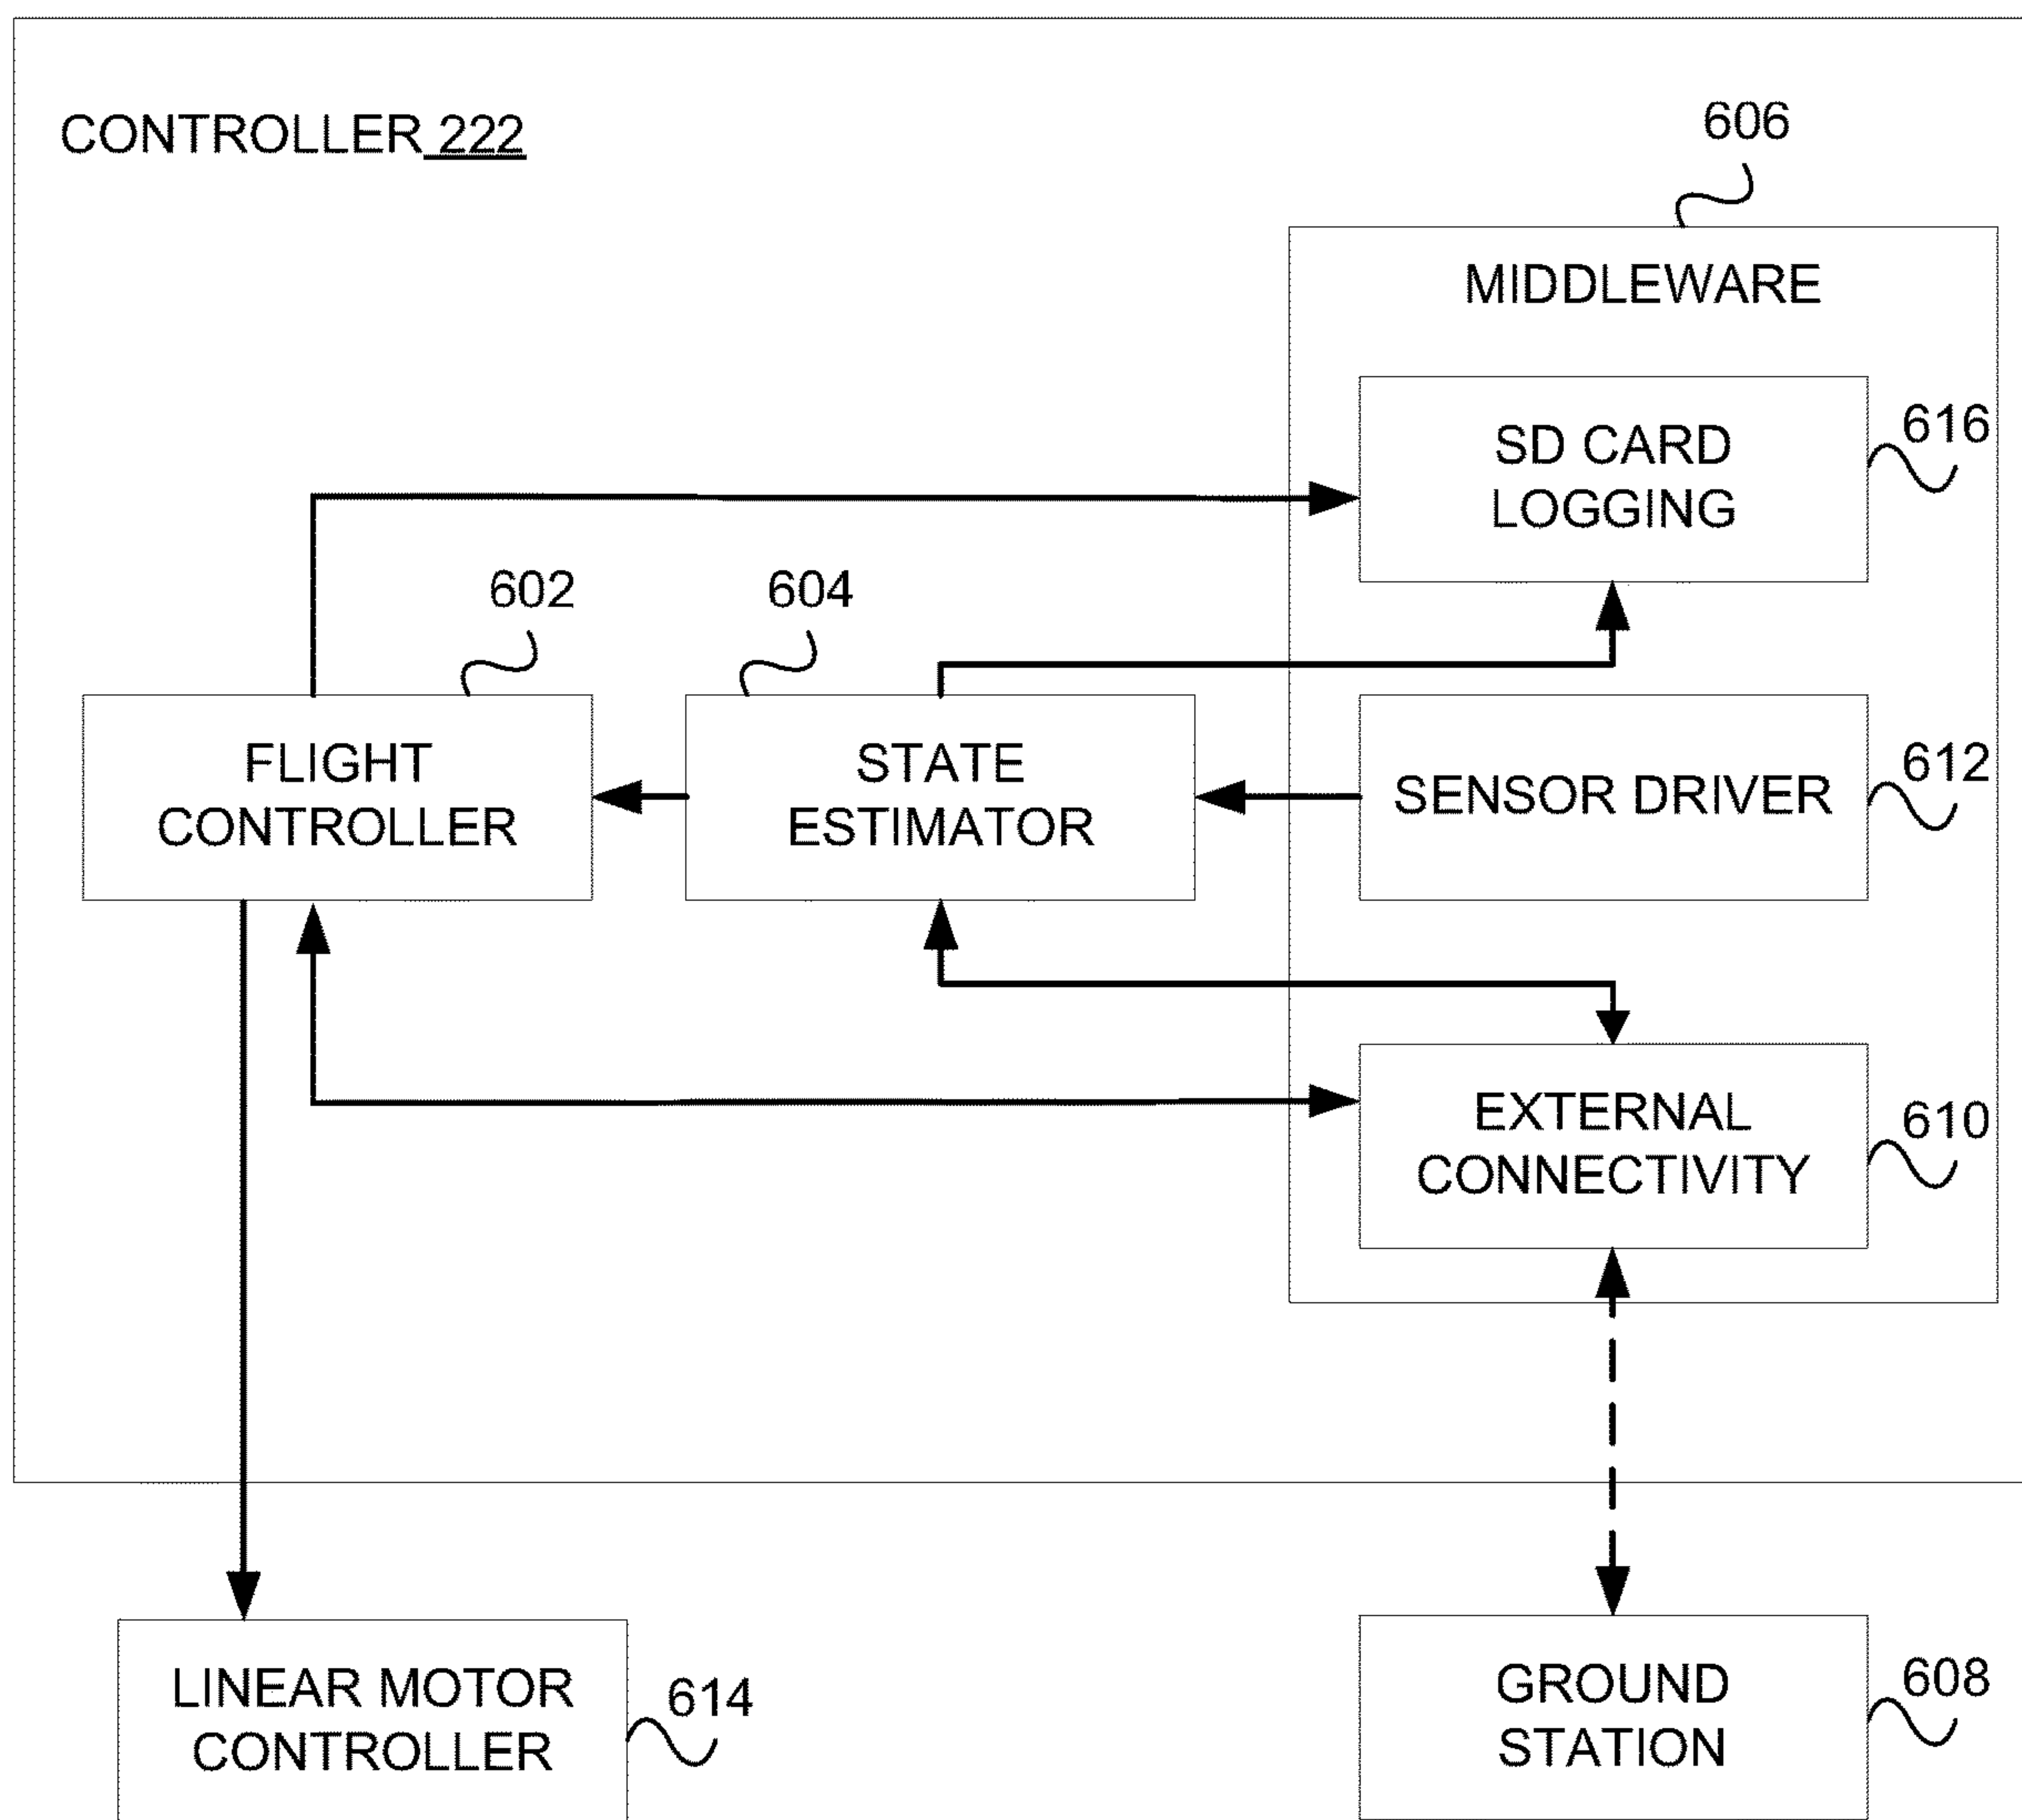 CONTROLLER 222
606
MIDDLEWARE
SD CARD
LOGGING
616
602
604
FLIGHT
CONTROLLER
STATE
ESTIMATOR
SENSOR DRIVER
612
EXTERNAL
CONNECTIVITY
610
LINEAR MOTOR
CONTROLLER
614
GROUND
STATION
608